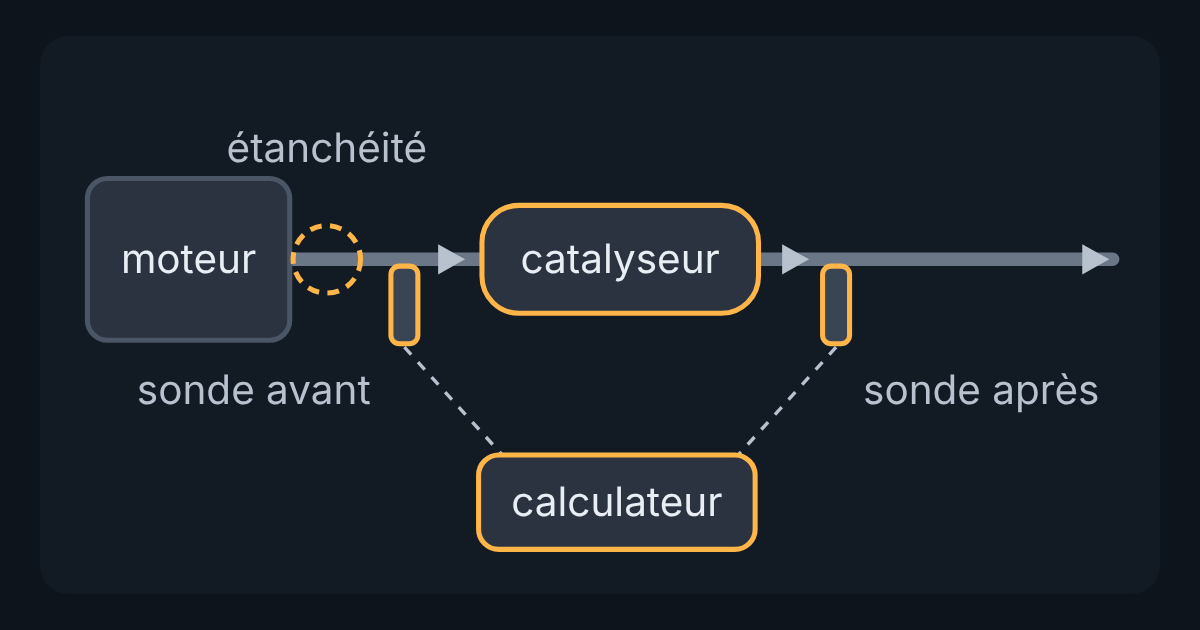 étanchéité
moteur
catalyseur
sonde avant
sonde après
calculateur